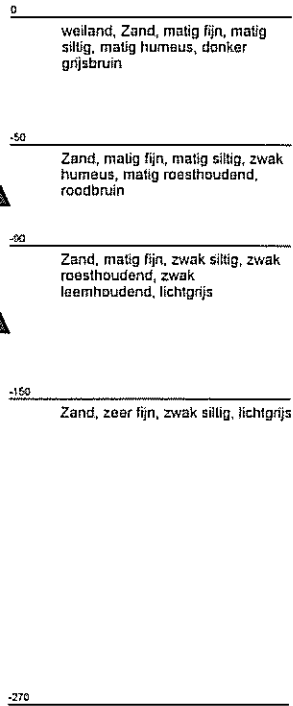 0
weiland, Zand, matig fijn, matig
siltig, matig humeus, donker
grijsbruin
-50
Zand, matig fijn, matig siltig, zwak
humeus, matig roesthoudend,
roodbruin
-90
Zand, matig fijn, zwak siltig, zwak
roesthoudend, zwak
leemhoudend, lichtgrijs
-150
Zand, zeer fijn, zwak siltig, lichtgrijs
-270